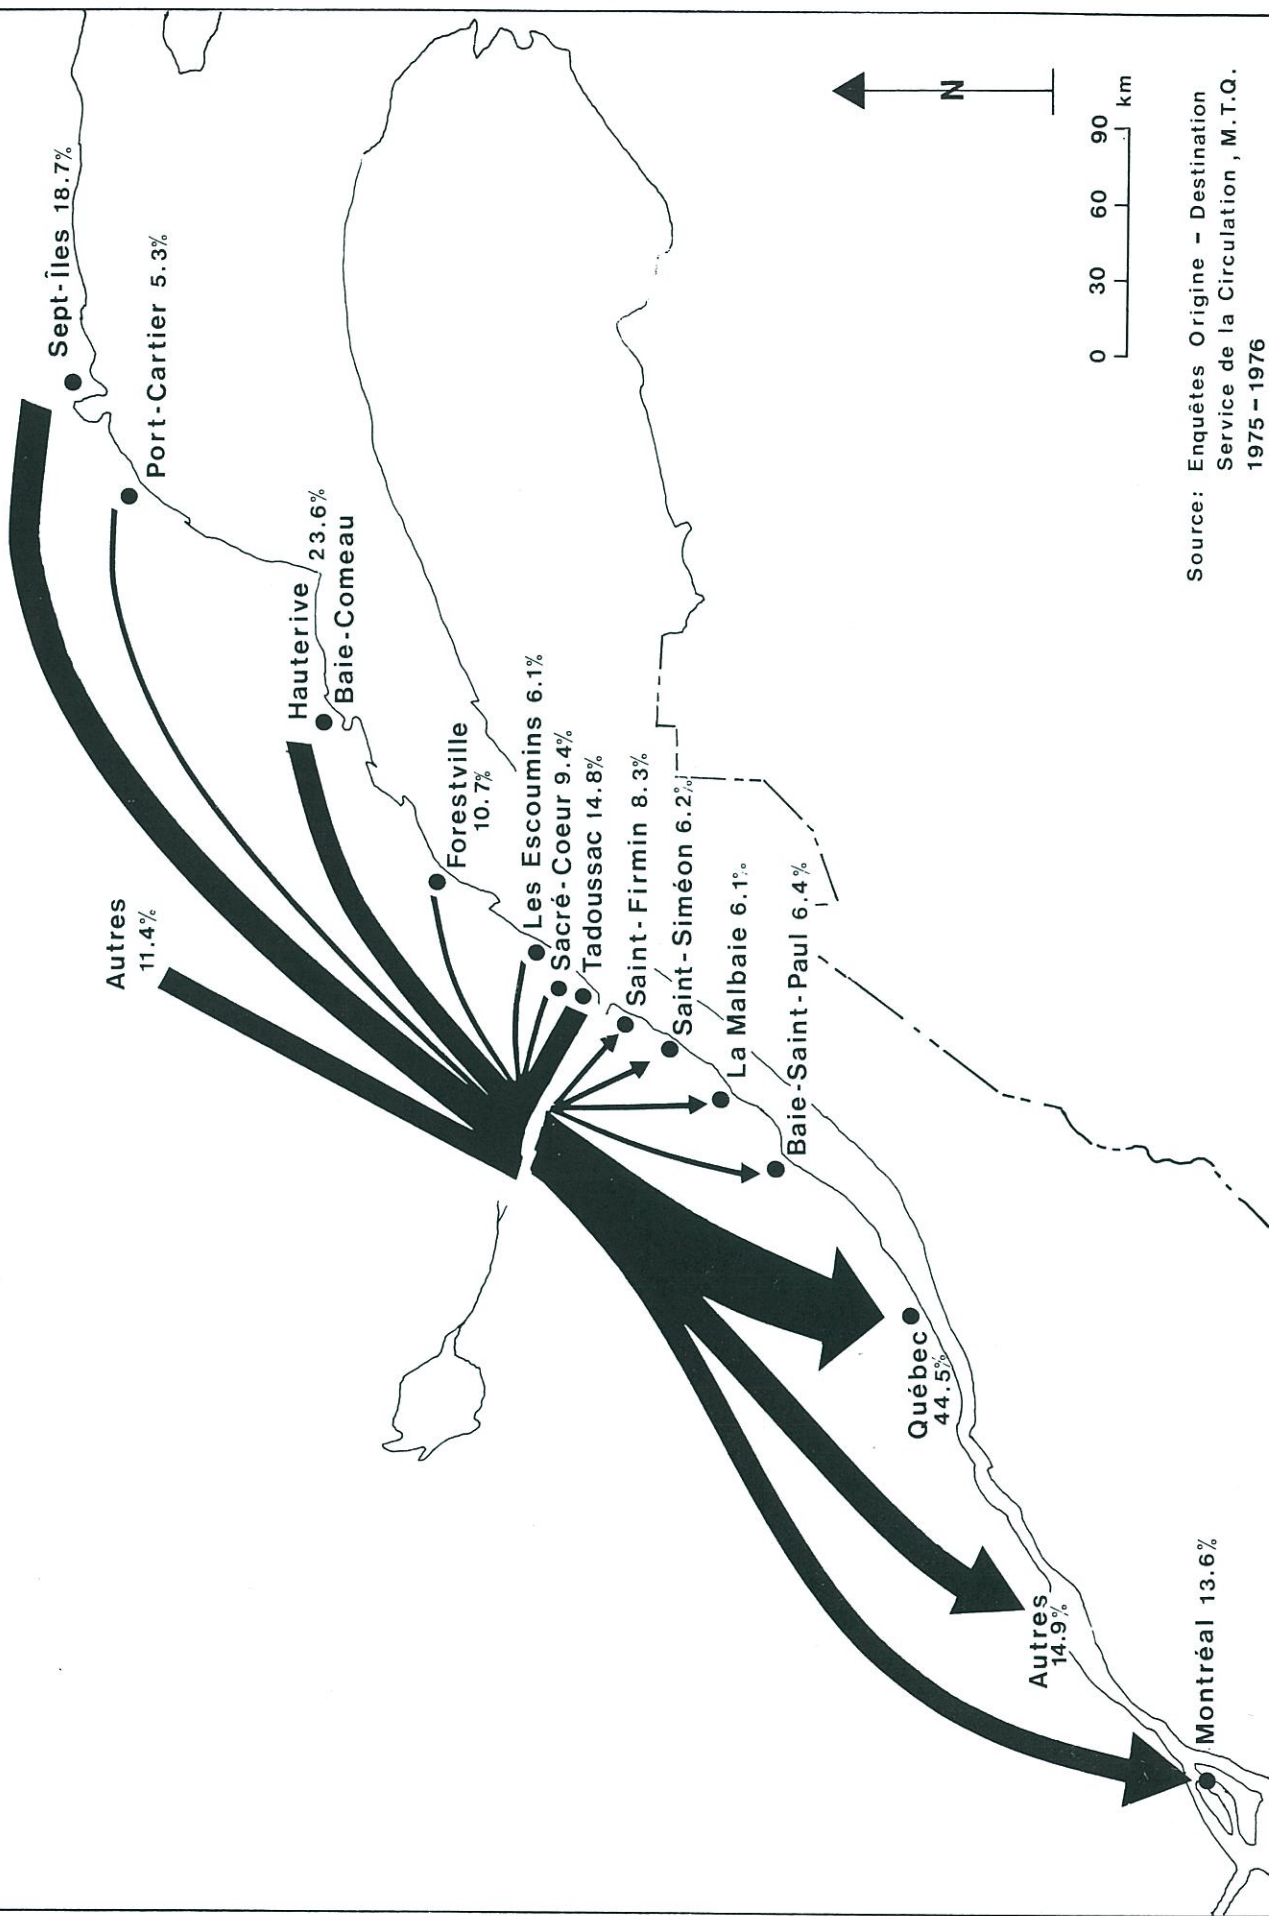 Sept-Îles 18.7%
Port-Cartier 5.3%
Hauterive
23.6%
Baie-Comeau
Autres
11.4%
Forestville
10.7%
Les Escoumins 6.1%
Sacré-Coeur 9.4%
Tadoussac 14.8%
Saint-Firmin 8.3%
Saint-Siméon 6.2%
La Malbaie 6.1%
Baie-Saint-Paul 6.4%
Québec
44.5%
Autres
14.9%
Montréal 13.6%
N
0 30 60 90 km
Source: Enquêtes Origine - Destination
Service de la Circulation, M.T.Q.
1975-1976